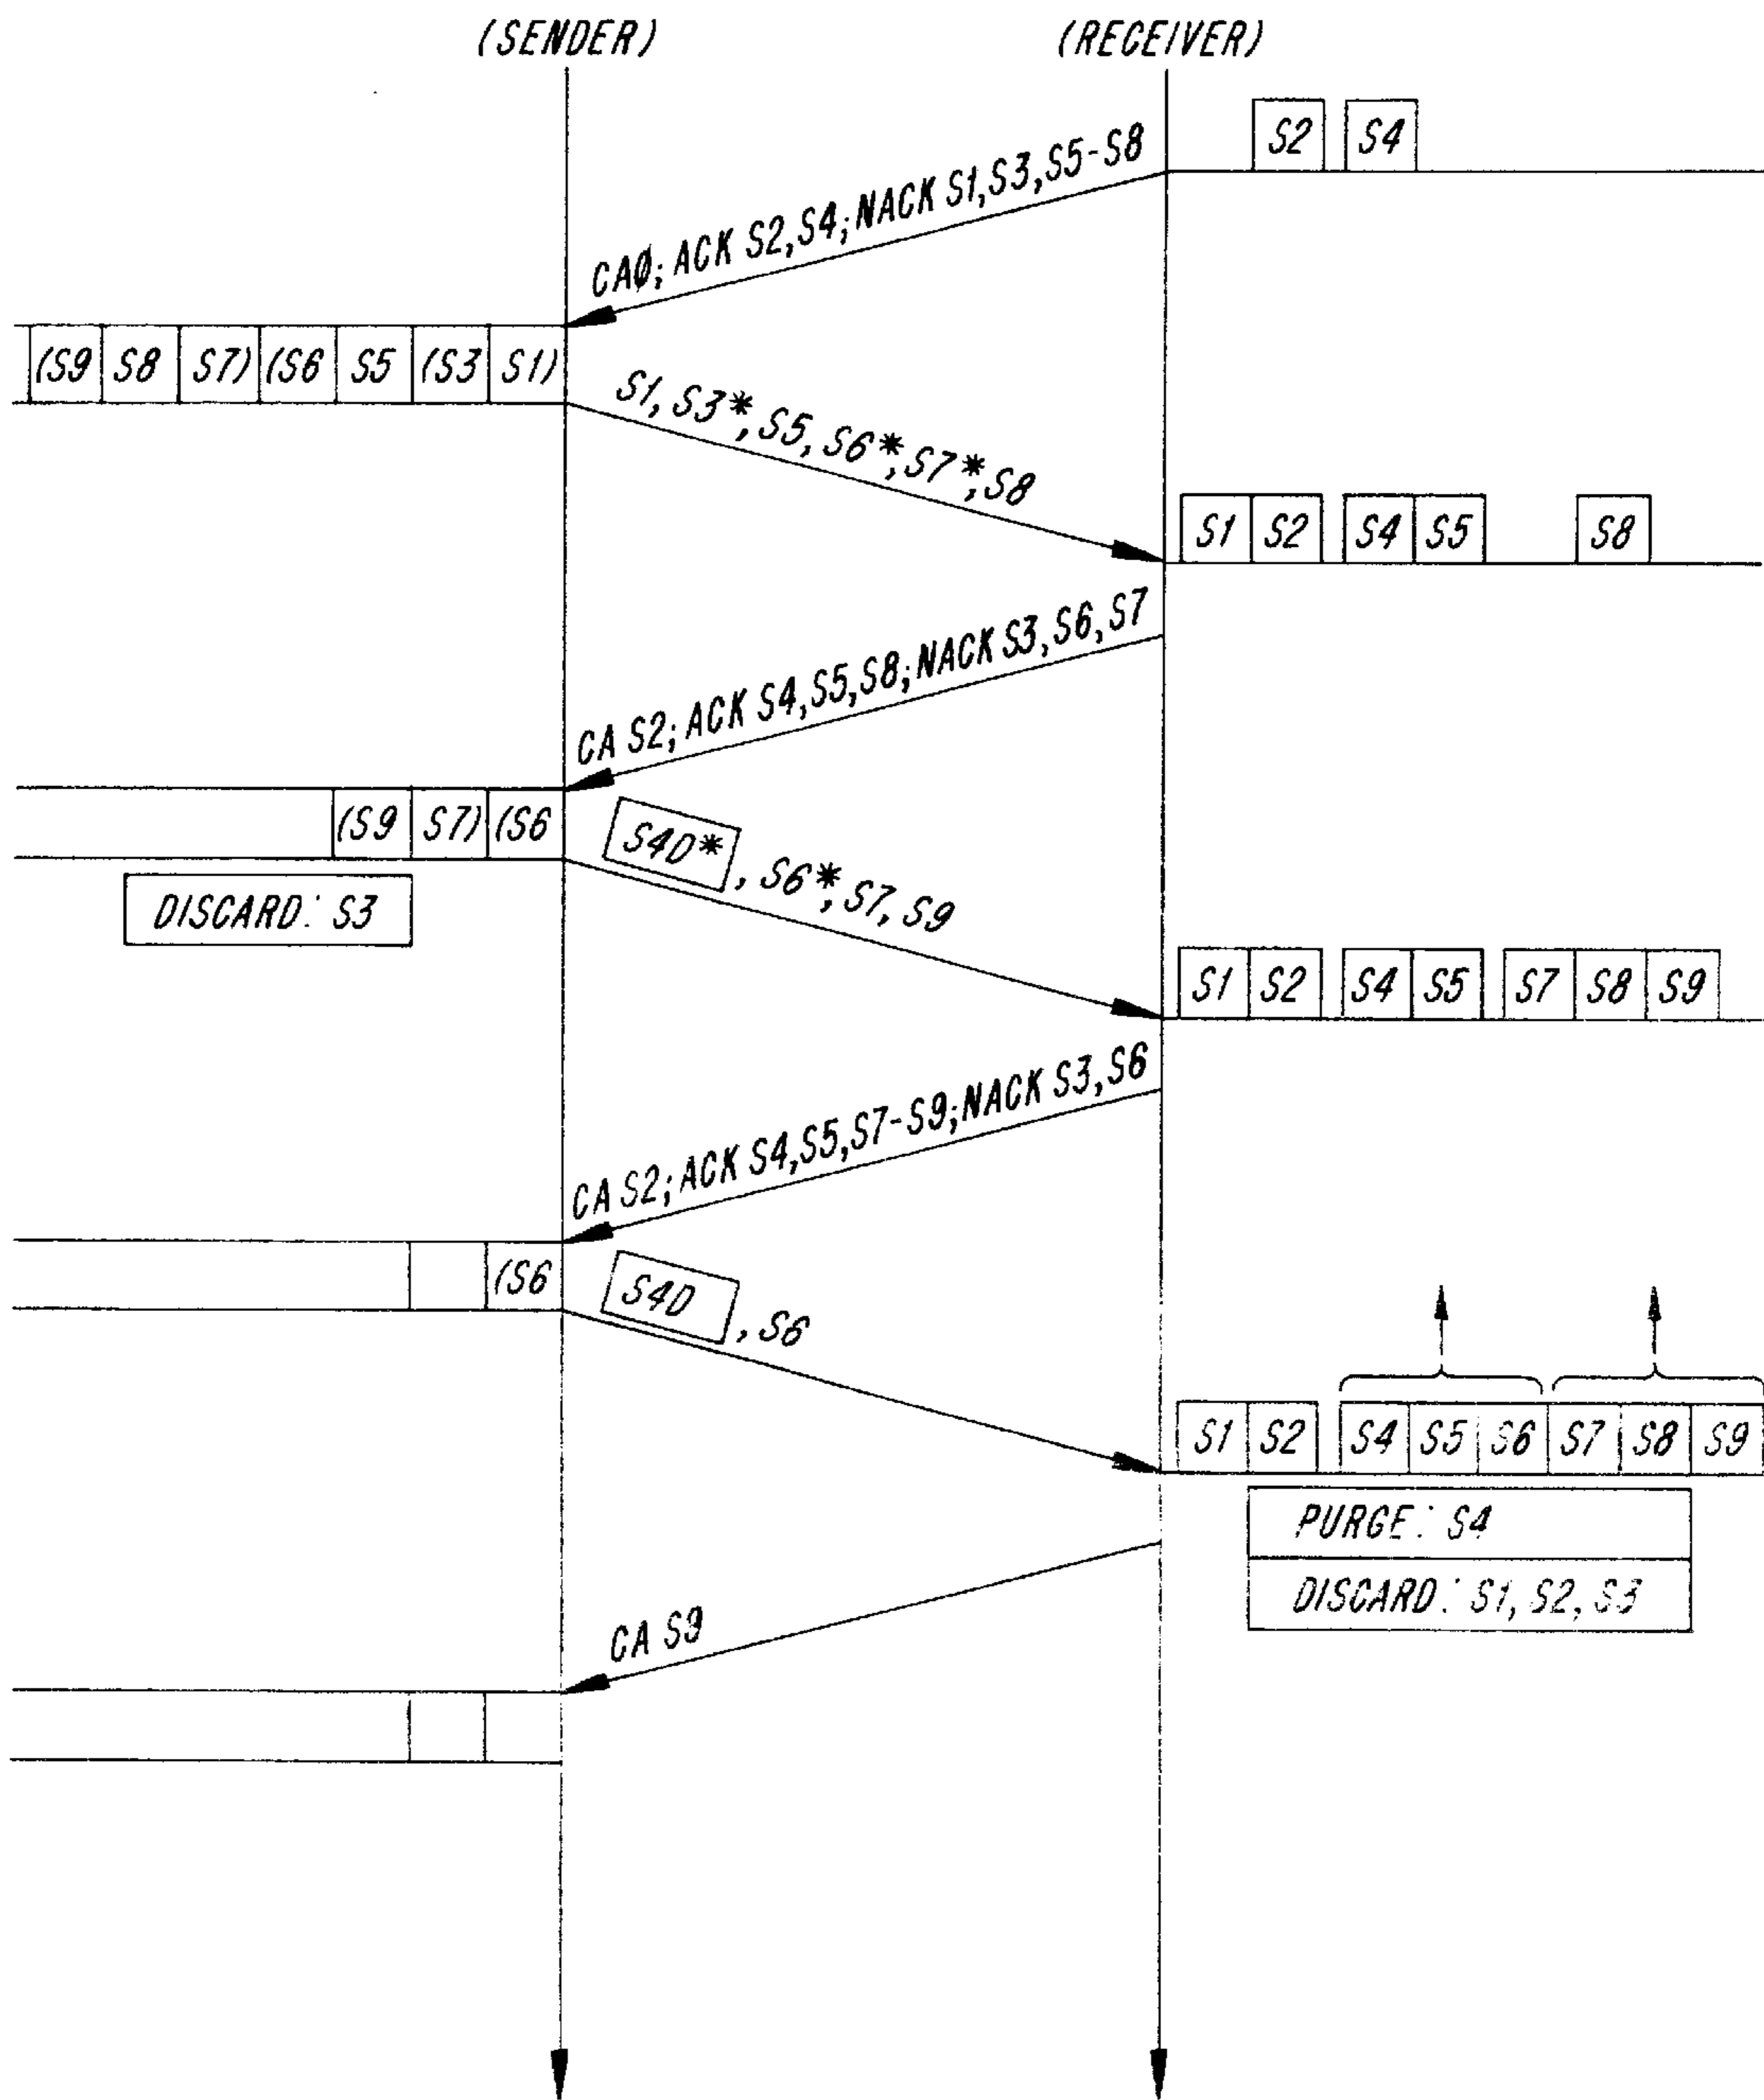 (SENDER)
(RECEIVER)
S2 S4
CAØ; ACK S2,S4;NACK S1,S3,S5-S8
(S9 S8 S7) (S6 S5 (S3 S1)
S1, S3*, S5, S6*, S7*, S8
S1 S2 S4 S5 S8
CA S2; ACK S4,S5,S8;NACK S3,S6,S7
(S9 S7) (S6
S4D*, S6*, S7, S9
DISCARD: S3
S1 S2 S4 S5 S7 S8 S9
CA S2; ACK S4,S5,S7-S9;NACK S3,S6
(S6
S4D, S6
S1 S2 S4 S5 S6 S7 S8 S9
PURGE: S4
DISCARD: S1, S2, S3
CA S9